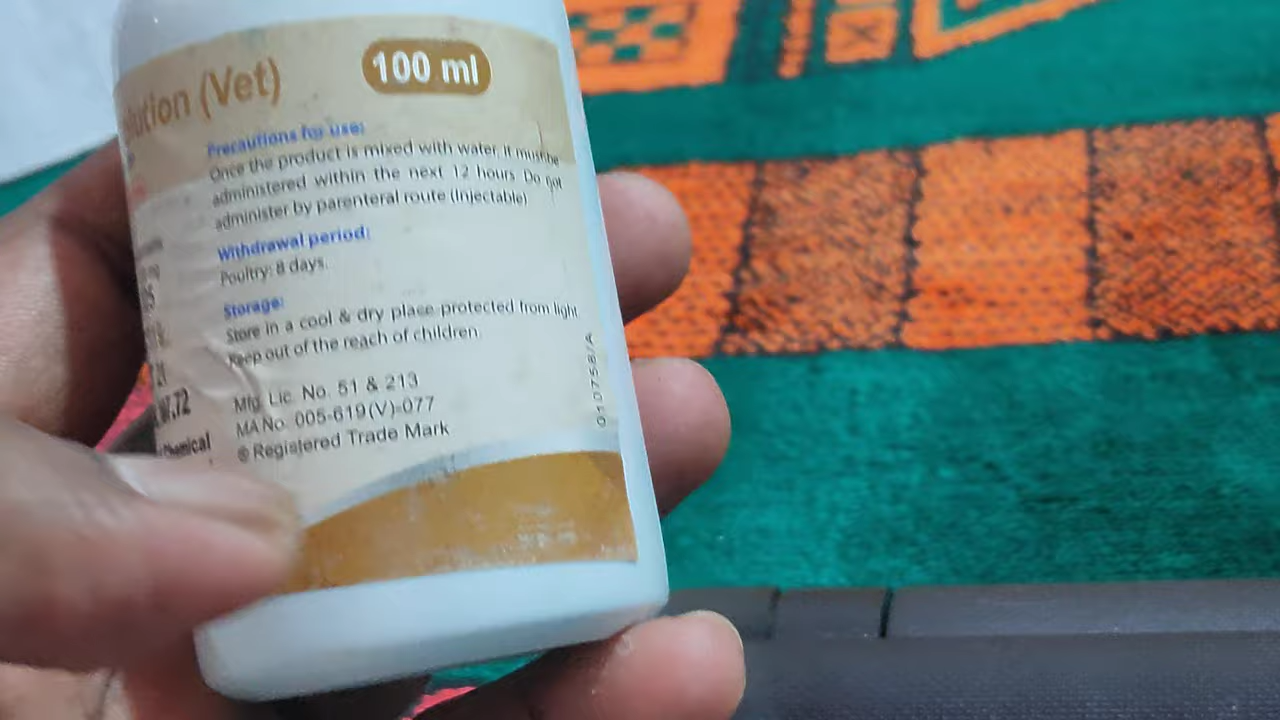 lution (Vet)
100 ml
Precautions for use:
Once the product is mixed with water, it must be
administered within the next 12 hours. Do not
administer by parenteral route (Injectable)
Withdrawal period:
Poultry: 8 days.
Storage:
Store in a cool & dry place protected from light
Keep out of the reach of children.
Mfg. Lic. No. 51 & 213
MA No. 005-619(V)-077
® Registered Trade Mark
010758/A
Chemical